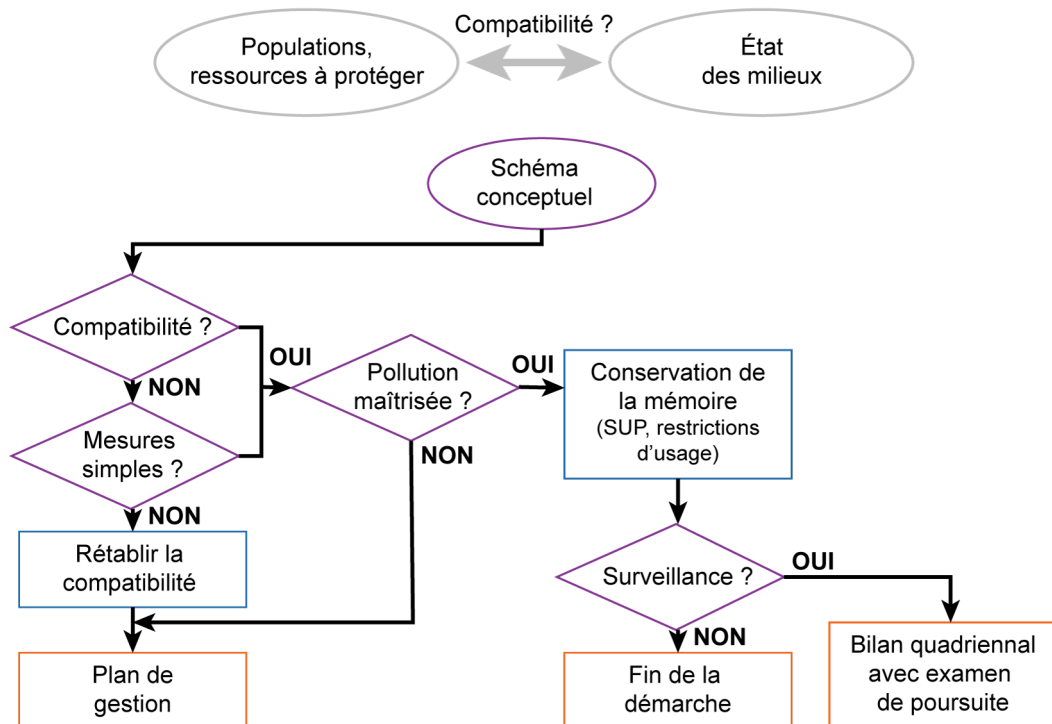 Compatibilité ?
Populations,
ressources à protéger
État
des milieux
Schéma
conceptuel
Compatibilité ?
OUI
NON
Mesures
simples ?
NON
Rétablir la
compatibilité
Plan de
gestion
Pollution
maîtrisée ?
OUI
NON
Conservation de
la mémoire
(SUP, restrictions
d’usage)
Surveillance ?
OUI
NON
Fin de la
démarche
Bilan quadriennal
avec examen
de poursuite